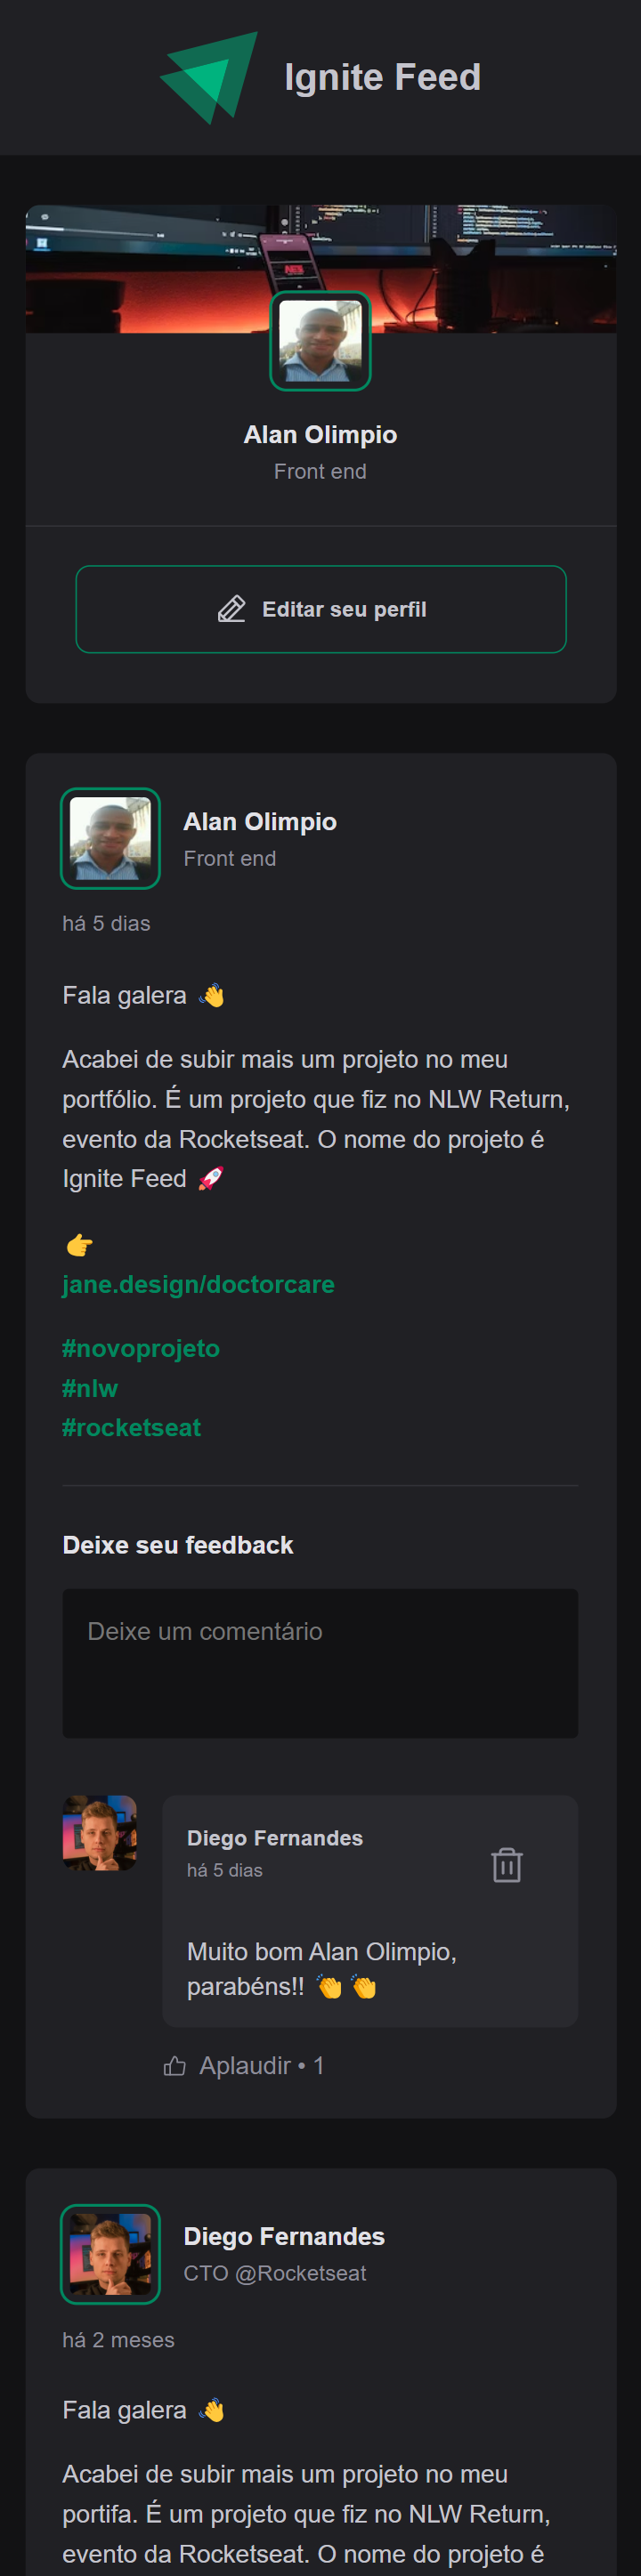 Ignite Feed
Alan Olimpio
Front end
Editar seu perfil
Alan Olimpio
Front end
há 5 dias
Fala galera 👋
Acabei de subir mais um projeto no meu
portfólio. É um projeto que fiz no NLW Return,
evento da Rocketseat. O nome do projeto é
Ignite Feed 🚀
👉
jane.design/doctorcare
#novoprojeto
#nlw
#rocketseat
Deixe seu feedback
Deixe um comentário
Diego Fernandes
há 5 dias
Muito bom Alan Olimpio,
parabéns!! 👏👏
Aplaudir • 1
Diego Fernandes
CTO @Rocketseat
há 2 meses
Fala galera 👋
Acabei de subir mais um projeto no meu
portifa. É um projeto que fiz no NLW Return,
evento da Rocketseat. O nome do projeto é